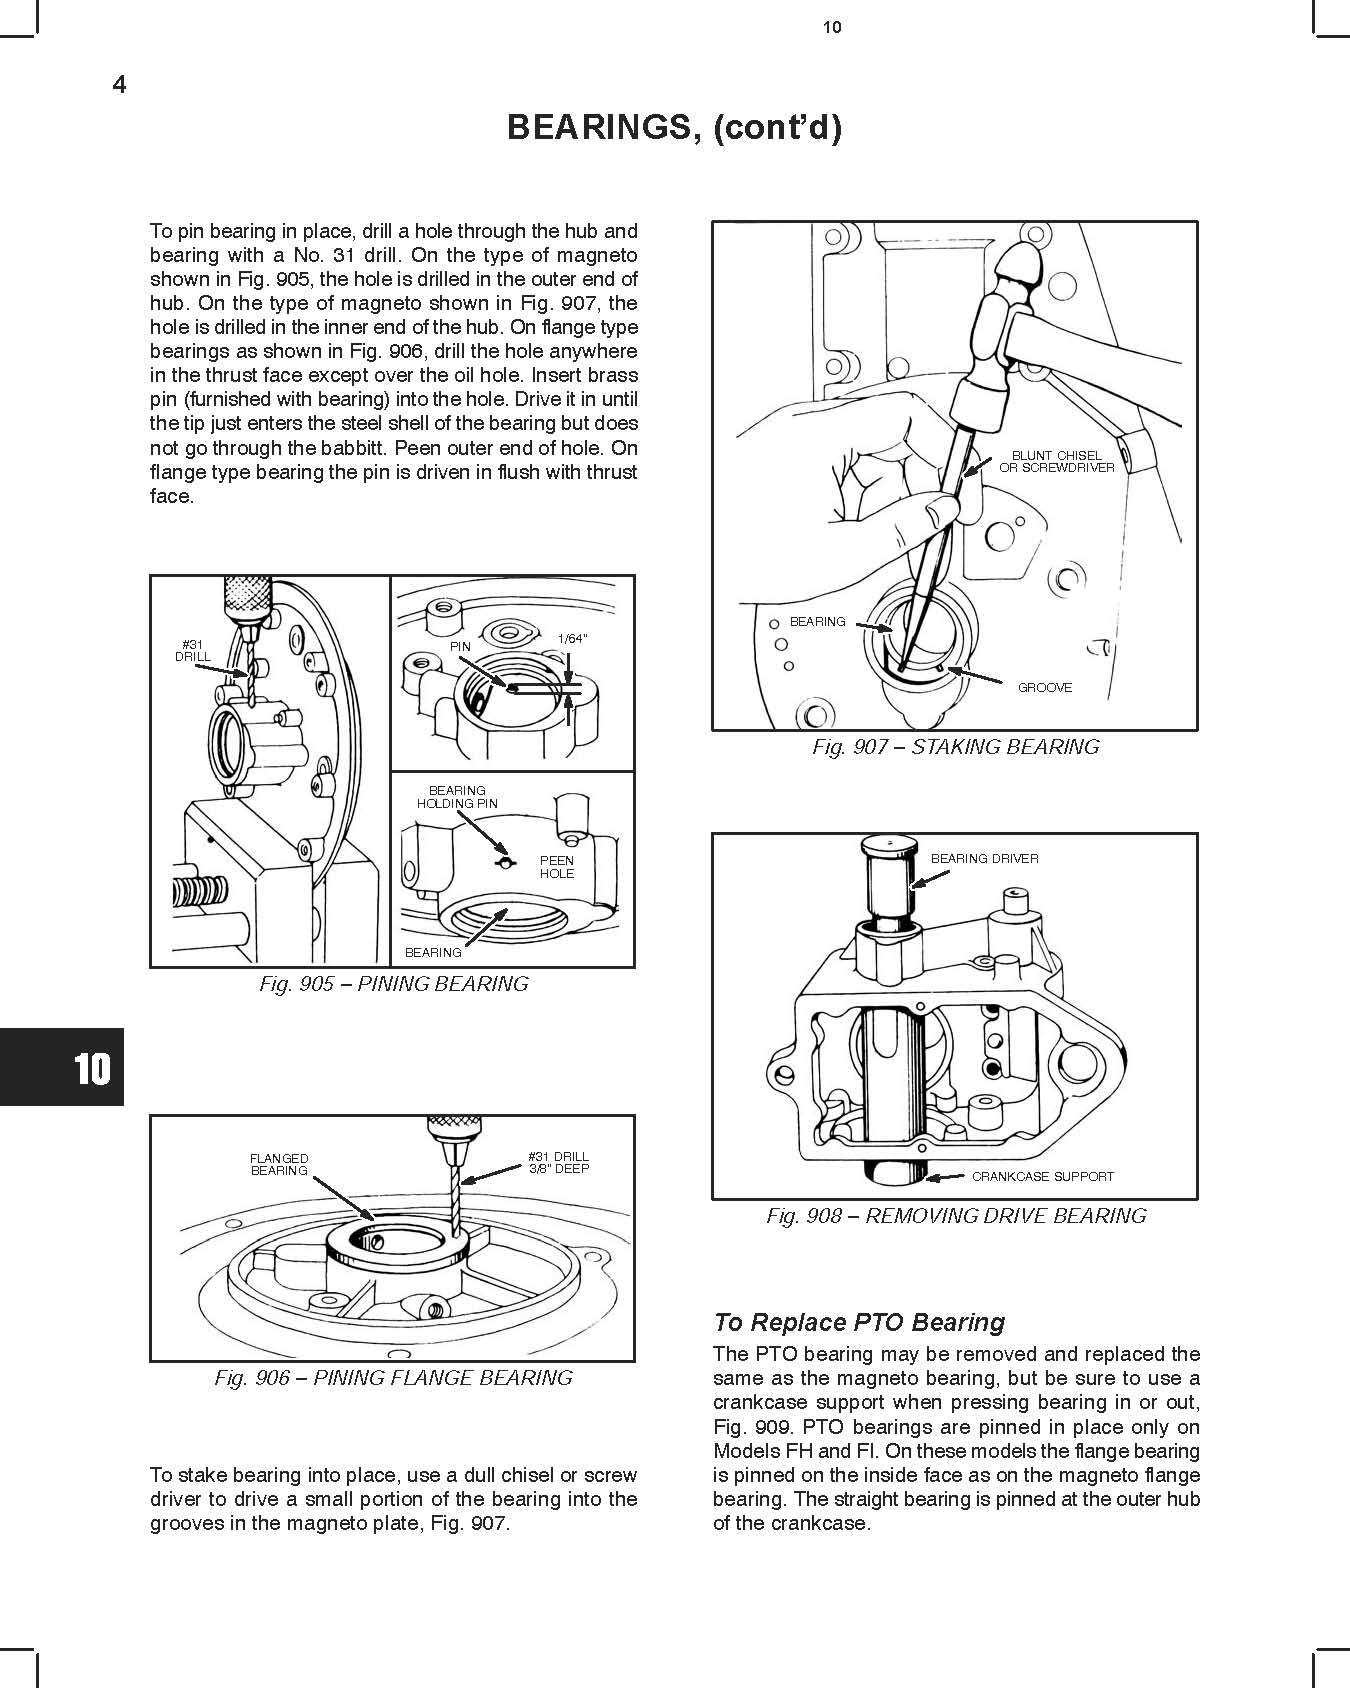 10
4
BEARINGS, (cont’d)
To pin bearing in place, drill a hole through the hub and
bearing with a No. 31 drill. On the type of magneto
shown in Fig. 905, the hole is drilled in the outer end of
hub. On the type of magneto shown in Fig. 907, the
hole is drilled in the inner end of the hub. On flange type
bearings as shown in Fig. 906, drill the hole anywhere
in the thrust face except over the oil hole. Insert brass
pin (furnished with bearing) into the hole. Drive it in until
the tip just enters the steel shell of the bearing but does
not go through the babbitt. Peen outer end of hole. On
flange type bearing the pin is driven in flush with thrust
face.
#31
DRILL
PIN
1/64"
BEARING
HOLDING PIN
PEEN
HOLE
BEARING
Fig. 905 – PINING BEARING
10
FLANGED
BEARING
#31 DRILL
3/8" DEEP
Fig. 906 – PINING FLANGE BEARING
To stake bearing into place, use a dull chisel or screw
driver to drive a small portion of the bearing into the
grooves in the magneto plate, Fig. 907.
BLUNT CHISEL
OR SCREWDRIVER
BEARING
GROOVE
Fig. 907 – STAKING BEARING
BEARING DRIVER
CRANKCASE SUPPORT
Fig. 908 – REMOVING DRIVE BEARING
To Replace PTO Bearing
The PTO bearing may be removed and replaced the
same as the magneto bearing, but be sure to use a
crankcase support when pressing bearing in or out,
Fig. 909. PTO bearings are pinned in place only on
Models FH and FI. On these models the flange bearing
is pinned on the inside face as on the magneto flange
bearing. The straight bearing is pinned at the outer hub
of the crankcase.